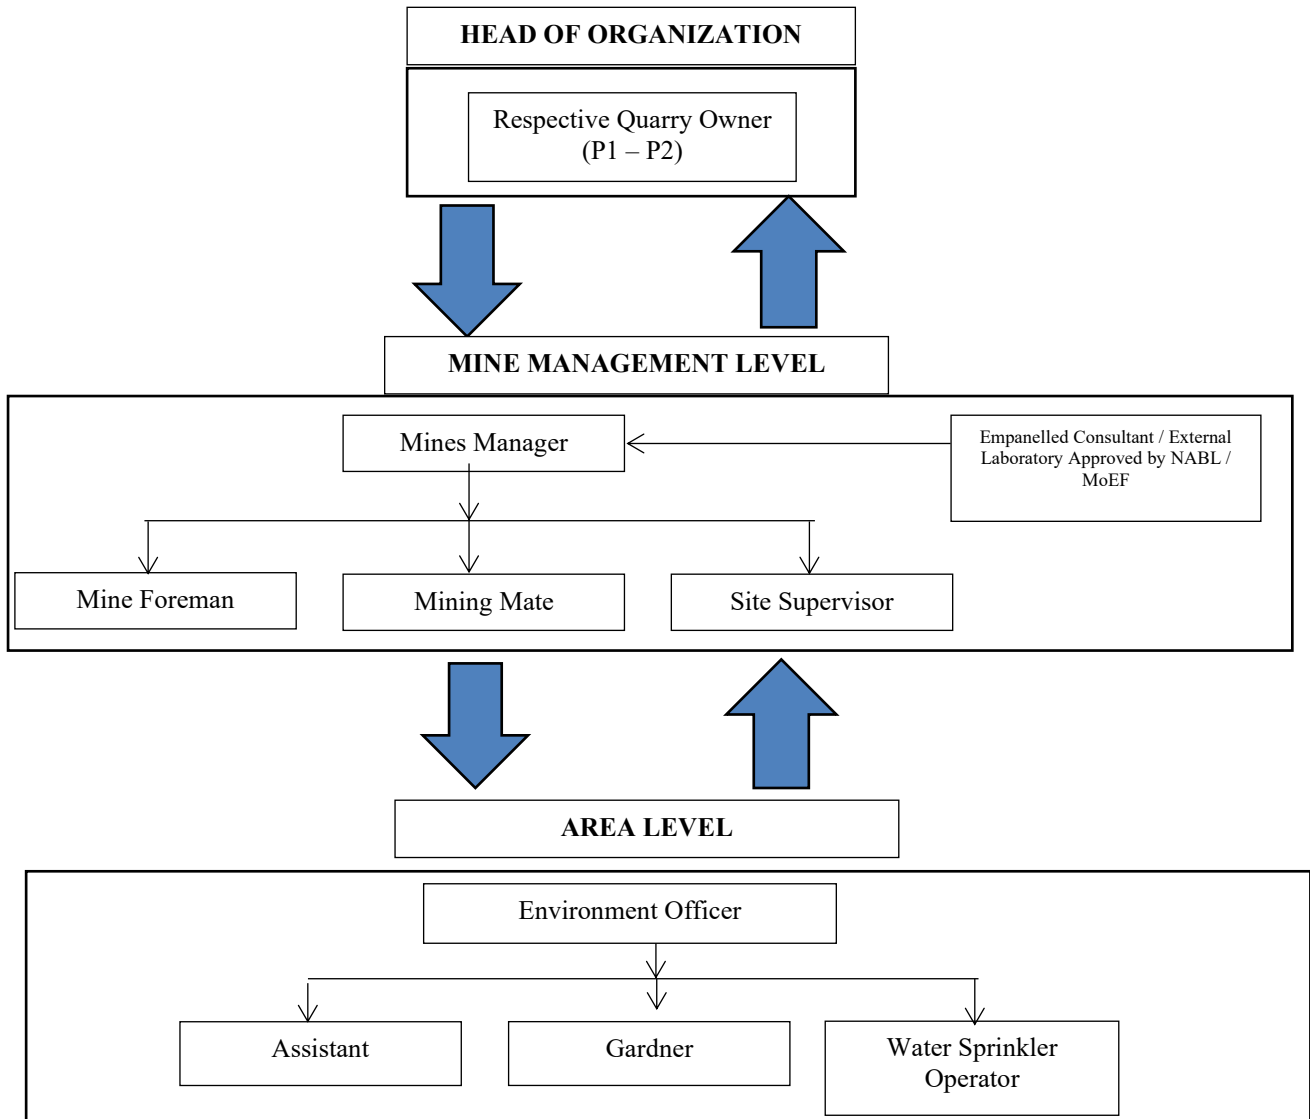 HEAD OF ORGANIZATION
Respective Quarry Owner
(P1 – P2)
MINE MANAGEMENT LEVEL
Mines Manager
Empanelled Consultant / External
Laboratory Approved by NABL /
MoEF
Mine Foreman
Mining Mate
Site Supervisor
AREA LEVEL
Environment Officer
Assistant
Gardner
Water Sprinkler
Operator